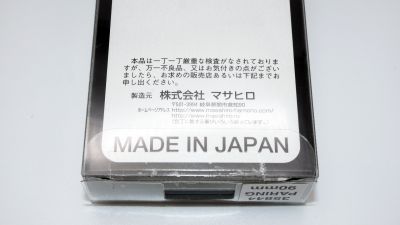 本品は一丁一丁厳重な検査がなされておりま
すが、万一不良品、又はお気付きの点がござい
ましたら、お求めの販売店あるいは下記までお
申し出ください。
製造元 株式会社 マサヒロ
MADE IN JAPAN
35844
PARING
90mm